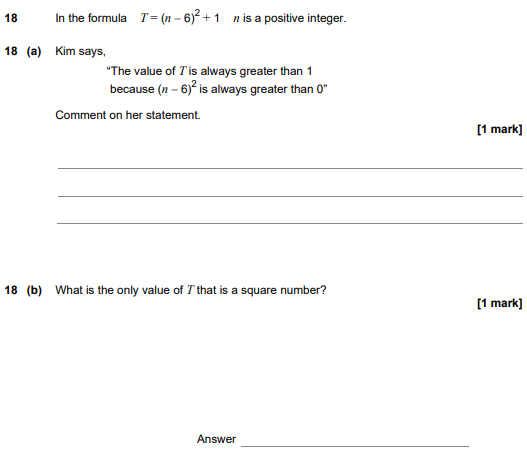 18 In the formula T = (n – 6)² + 1 n is a positive integer.
18 (a) Kim says,
"The value of T is always greater than 1
because (n – 6)² is always greater than 0"
Comment on her statement.
[1 mark]
18 (b) What is the only value of T that is a square number?
[1 mark]
Answer